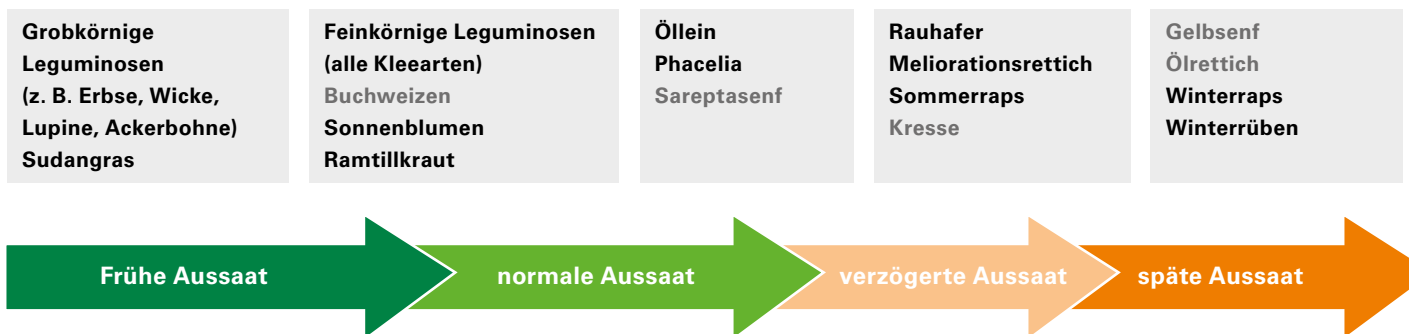 Grobkörnige
Leguminosen
(z. B. Erbse, Wicke,
Lupine, Ackerbohne)
Sudangras
Feinkörnige Leguminosen
(alle Kleearten)
Buchweizen
Sonnenblumen
Ramtillkraut
Öllein
Phacelia
Sareptasenf
Rauhafer
Meliorationsrettich
Sommerraps
Kresse
Gelbsenf
Ölrettich
Winterraps
Winterrüben
Frühe Aussaat
normale Aussaat
verzögerte Aussaat
späte Aussaat